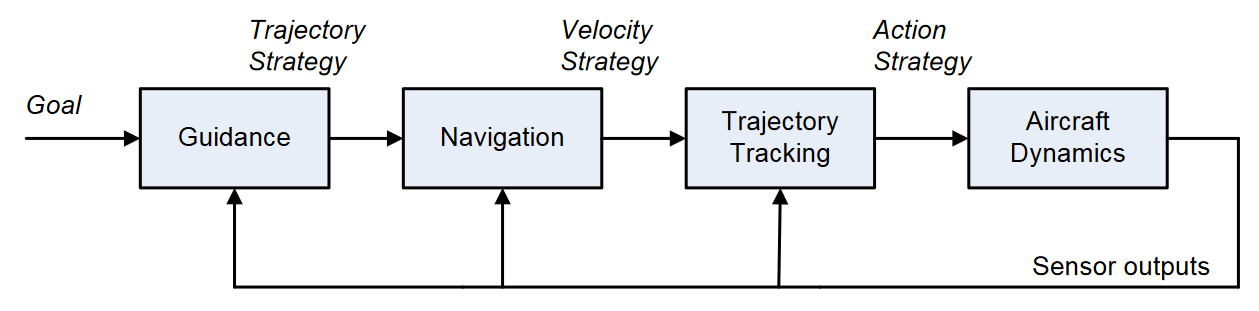 Trajectory
Strategy
Velocity
Strategy
Action
Strategy
Goal
Guidance
Navigation
Trajectory
Tracking
Aircraft
Dynamics
Sensor outputs